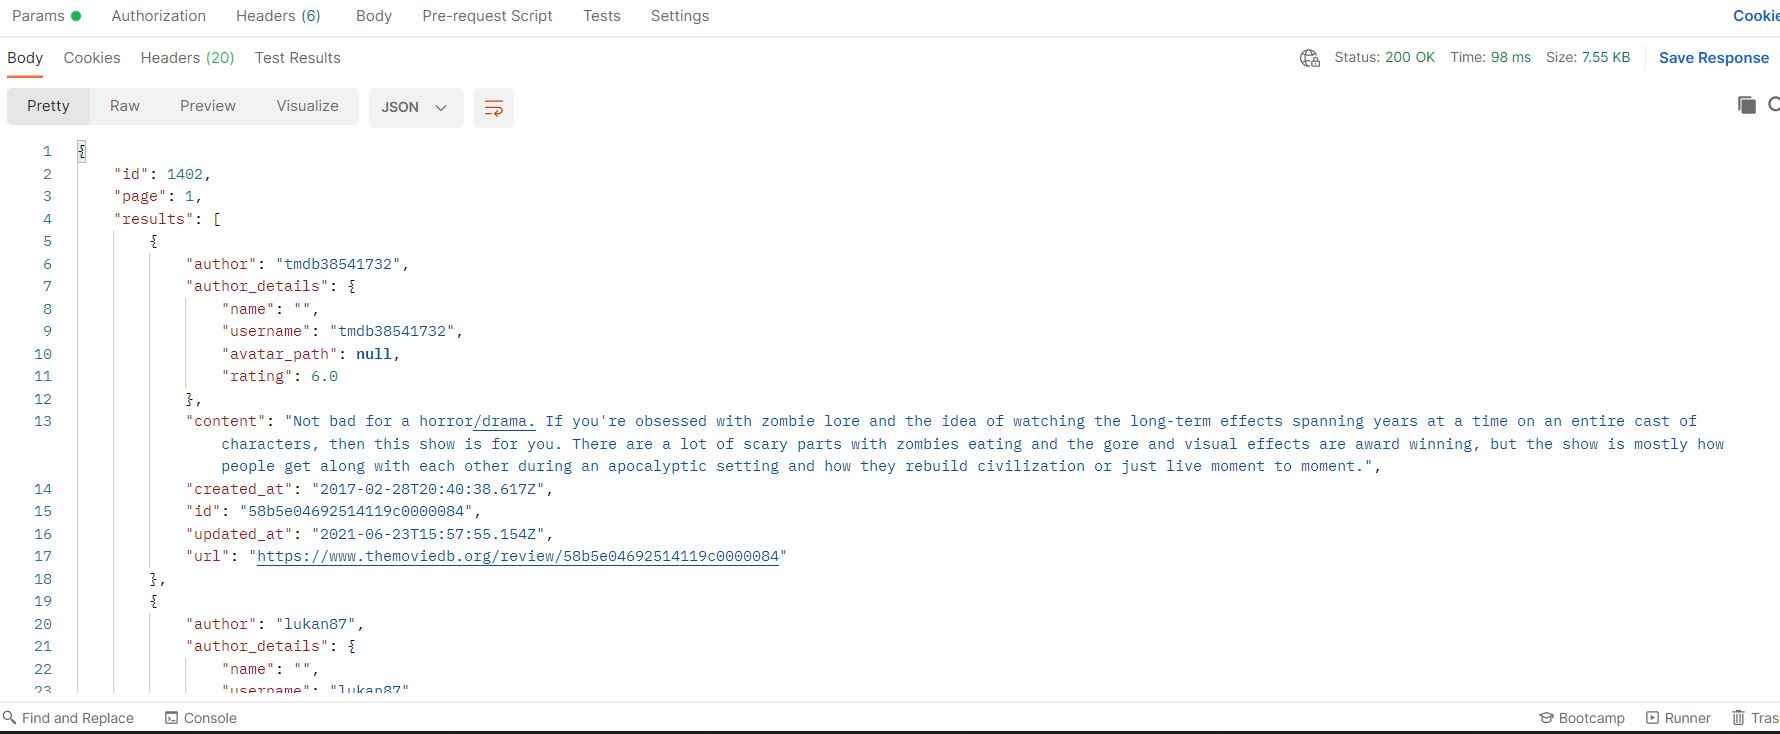 Params Authorization Headers (6) Body Pre-request Script Tests Settings
Body Cookies Headers (20) Test Results Status: 200 OK Time: 98 ms Size: 7.55 KB Save Response
Pretty Raw Preview Visualize JSON
1 {
2 "id": 1402,
3 "page": 1,
4 "results": [
5 {
6 "author": "tmdb38541732",
7 "author_details": {
8 "name": "",
9 "username": "tmdb38541732",
10 "avatar_path": null,
11 "rating": 6.0
12 },
13 "content": "Not bad for a horror/drama. If you're obsessed with zombie lore and the idea of watching the long-term effects spanning years at a time on an entire cast of
characters, then this show is for you. There are a lot of scary parts with zombies eating and the gore and visual effects are award winning, but the show is mostly how
people get along with each other during an apocalyptic setting and how they rebuild civilization or just live moment to moment.",
14 "created_at": "2017-02-28T20:40:38.617Z",
15 "id": "58b5e04692514119c0000084",
16 "updated_at": "2021-06-23T15:57:55.154Z",
17 "url": "https://www.themoviedb.org/review/58b5e04692514119c0000084"
18 },
19 {
20 "author": "lukan87",
21 "author_details": {
22 "name": "",
23 "username": "lukan87"
Find and Replace Console Bootcamp Runner